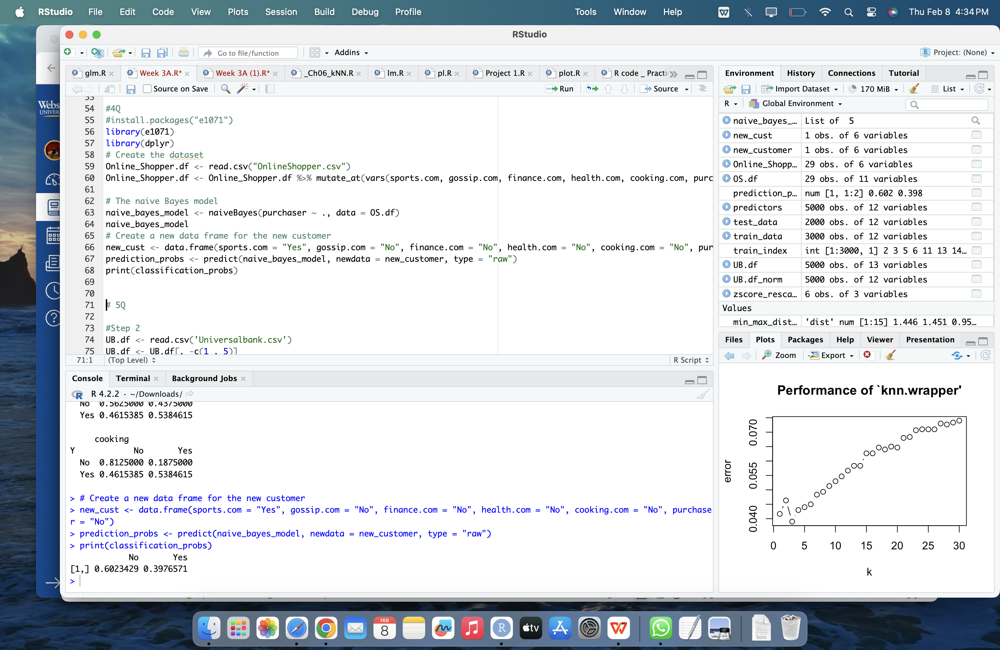 RStudio File Edit Code View Plots Session Build Debug Profile Tools Window Help Thu Feb 8 4:34 PM
RStudio
Go to file/function Addins Project: (None)
glm.R Week 3A.R* Week 3A (1).R* _Ch06_kNN.R lm.R pl.R Project 1.R plot.R R code _ Practi
Source on Save Run Source
53
54 #4Q
55 #install.packages("e1071")
56 library(e1071)
57 library(dplyr)
58 # Create the dataset
59 Online_Shopper.df <- read.csv("OnlineShopper.csv")
60 Online_Shopper.df <- Online_Shopper.df %>% mutate_at(vars(sports.com, gossip.com, finance.com, health.com, cooking.com, purc
61
62 # The naive Bayes model
63 naive_bayes_model <- naiveBayes(purchaser ~ ., data = OS.df)
64 naive_bayes_model
65 # Create a new data frame for the new customer
66 new_cust <- data.frame(sports.com = "Yes", gossip.com = "No", finance.com = "No", health.com = "No", cooking.com = "No", pur
67 prediction_probs <- predict(naive_bayes_model, newdata = new_customer, type = "raw")
68 print(classification_probs)
69
70
71 # 5Q
72
73 #Step 2
74 UB.df <- read.csv('Universalbank.csv')
75 UB.df <- UB.df[, -c(1 , 5)]
71:1 (Top Level) R Script
Console Terminal Background Jobs
R 4.2.2 · ~/Downloads/
No 0.5625000 0.4375000
Yes 0.4615385 0.5384615
cooking
Y No Yes
No 0.8125000 0.1875000
Yes 0.4615385 0.5384615
> # Create a new data frame for the new customer
> new_cust <- data.frame(sports.com = "Yes", gossip.com = "No", finance.com = "No", health.com = "No", cooking.com = "No", purchase
r = "No")
> prediction_probs <- predict(naive_bayes_model, newdata = new_customer, type = "raw")
> print(classification_probs)
No Yes
[1,] 0.6023429 0.3976571
>
Environment History Connections Tutorial
Import Dataset 170 MiB List
R Global Environment
naive_bayes_… List of 5
new_cust 1 obs. of 6 variables
new_customer 1 obs. of 6 variables
Online_Shopp… 29 obs. of 6 variables
OS.df 29 obs. of 11 variables
prediction_p… num [1, 1:2] 0.602 0.398
predictors 5000 obs. of 12 variables
test_data 2000 obs. of 12 variables
train_data 3000 obs. of 12 variables
train_index int [1:3000, 1] 2 3 5 6 11 13 14…
UB.df 5000 obs. of 13 variables
UB.df_norm 5000 obs. of 12 variables
zscore_resca… 6 obs. of 3 variables
Values
min_max_dist… 'dist' num [1:15] 1.446 1.451 0.95…
Files Plots Packages Help Viewer Presentation
Zoom Export
Performance of `knn.wrapper'
error
0.070
0.055
0.040
0 5 10 15 20 25 30
k
Webs
UNIVER
FEB
8
R
tv
DOCX